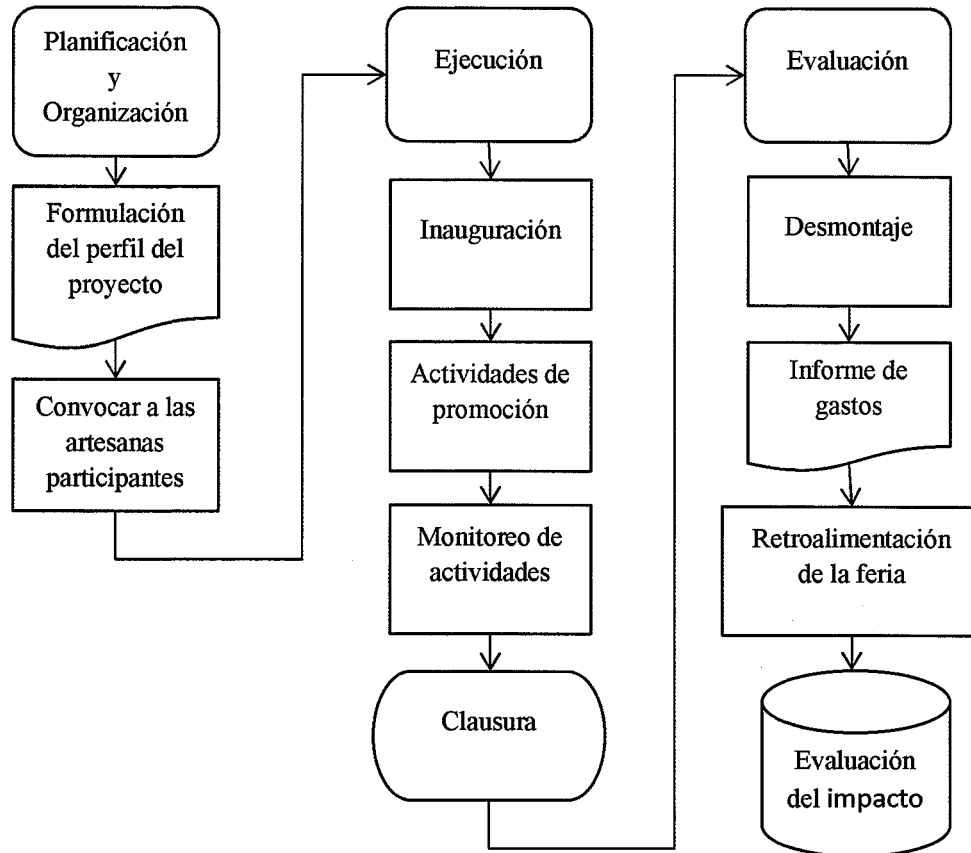 Planificación
y
Organización
Formulación
del perfil del
proyecto
Convocar a las
artesanas
participantes
Ejecución
Inauguración
Actividades de
promoción
Monitoreo de
actividades
Clausura
Evaluación
Desmontaje
Informe de
gastos
Retroalimentación
de la feria
Evaluación
del impacto